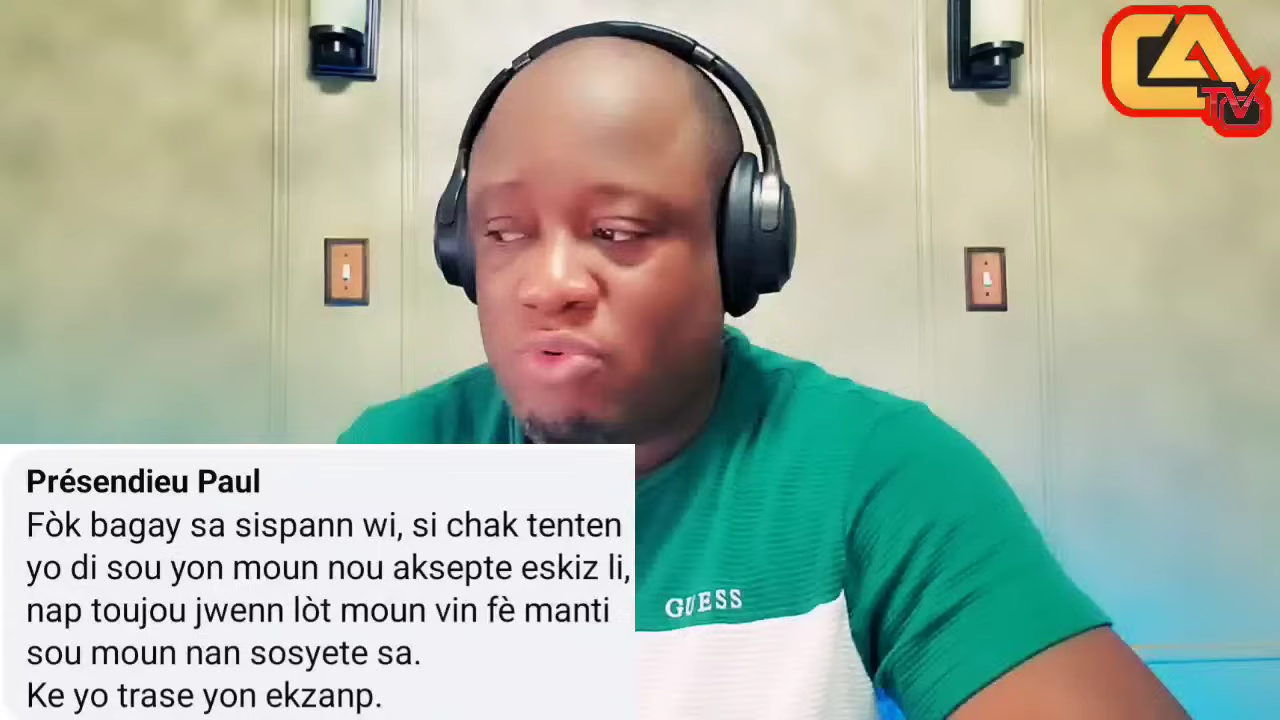 CA
TV
GUESS
Présendieu Paul
Fòk bagay sa sispann wi, si chak tenten
yo di sou yon moun nou aksepte eskiz li,
nap toujou jwenn lòt moun vin fè manti
sou moun nan sosyete sa.
Ke yo trase yon ekzanp.